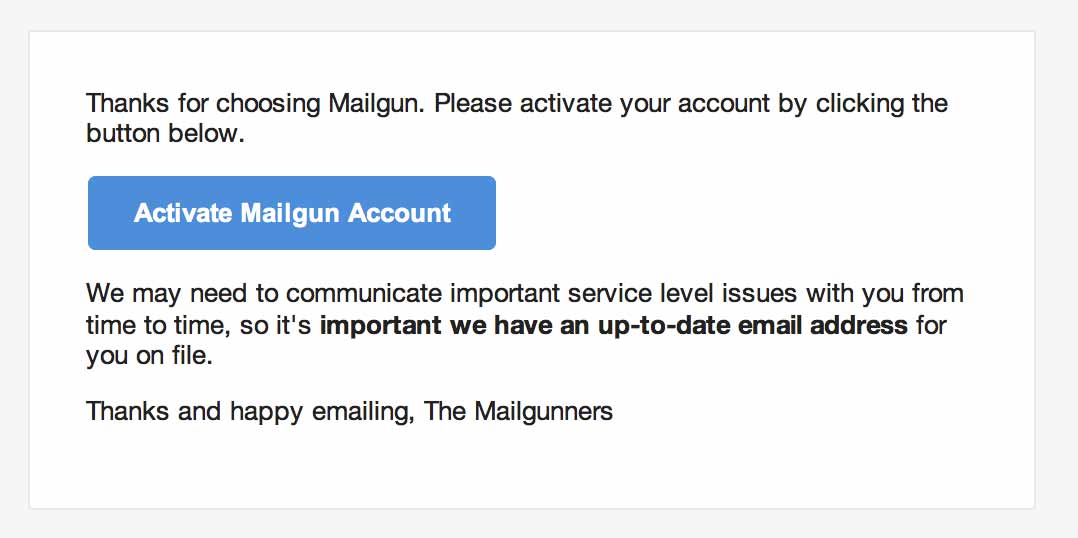 Thanks for choosing Mailgun. Please activate your account by clicking the
button below.
Activate Mailgun Account
We may need to communicate important service level issues with you from
time to time, so it's important we have an up-to-date email address for
you on file.
Thanks and happy emailing, The Mailgunners